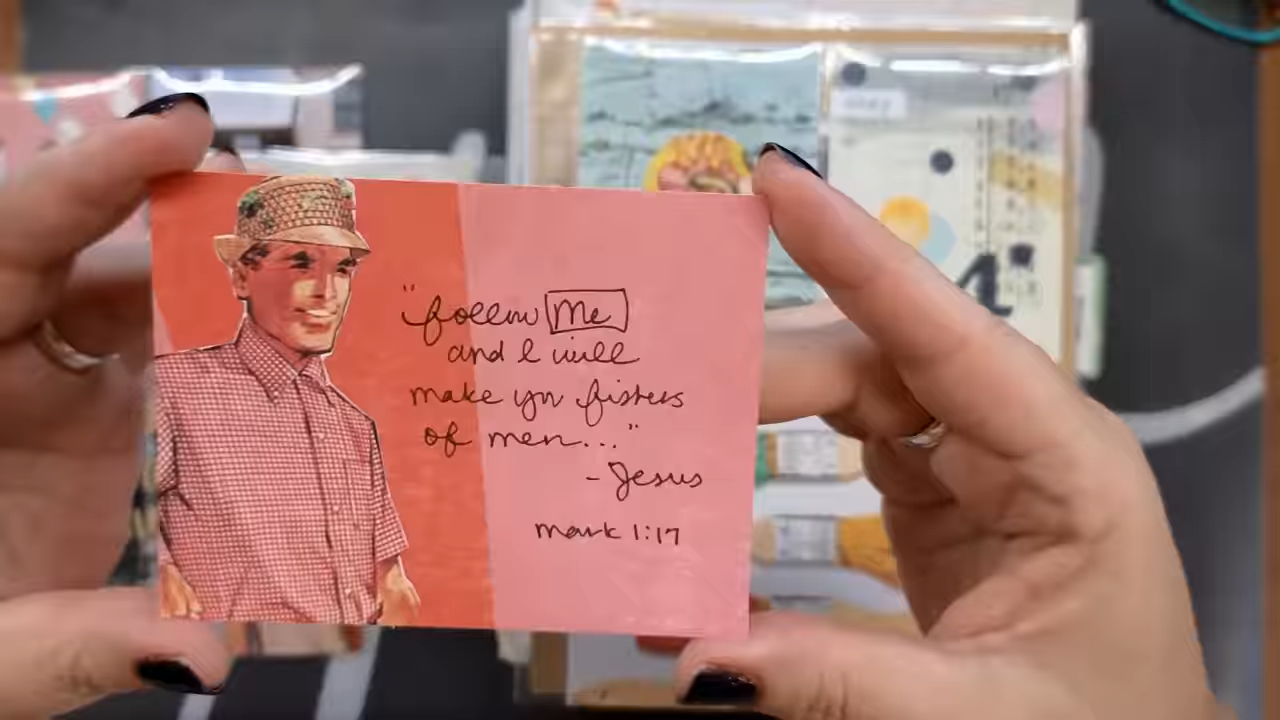 "follow Me
and I will
make you fishers
of men..."
- Jesus
mark 1:17